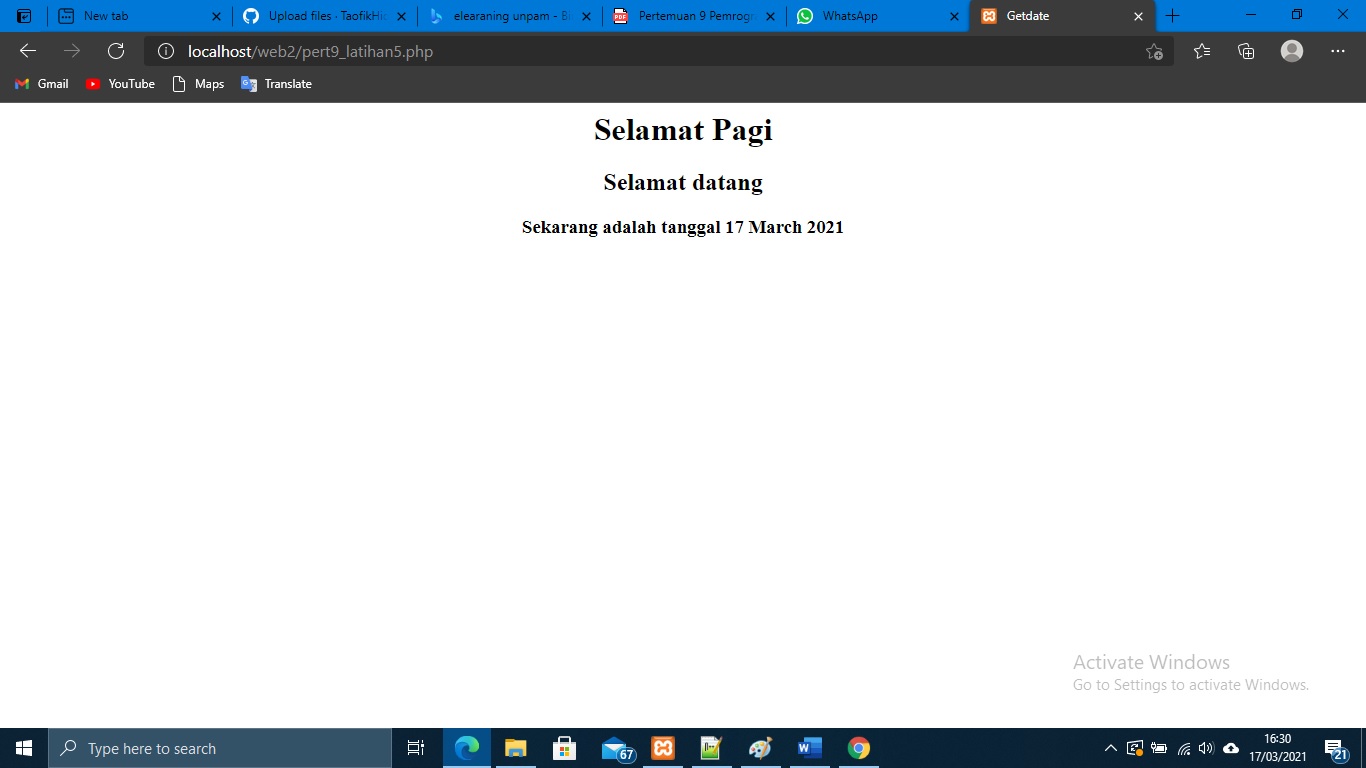 New tab
Upload files · TaofikHid
elearaning unpam - Bi
Pertemuan 9 Pemrogr
WhatsApp
Getdate
localhost/web2/pert9_latihan5.php
Gmail
YouTube
Maps
Translate
Selamat Pagi
Selamat datang
Sekarang adalah tanggal 17 March 2021
Activate Windows
Go to Settings to activate Windows.
Type here to search
67
16:30
17/03/2021
21